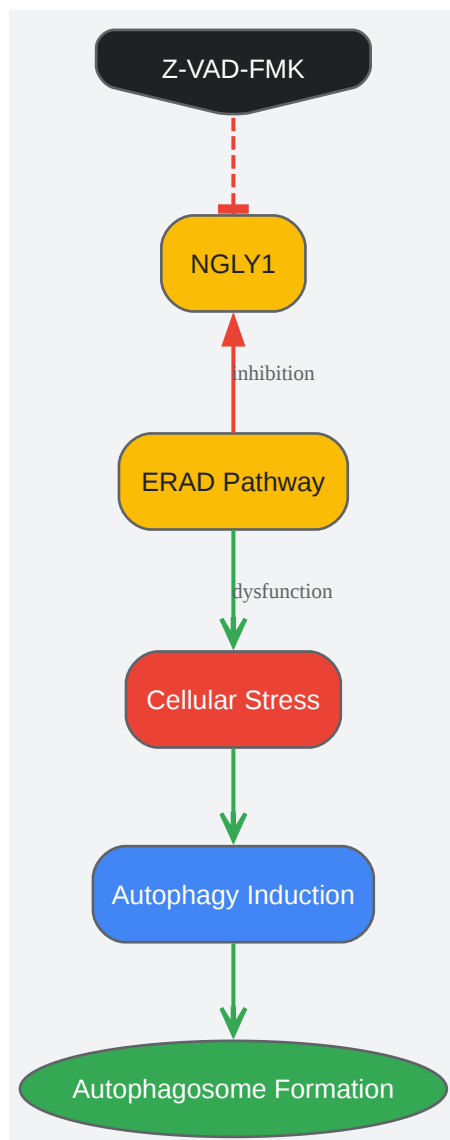 Z-VAD-FMK
NGLY1
inhibition
ERAD Pathway
dysfunction
Cellular Stress
Autophagy Induction
Autophagosome Formation